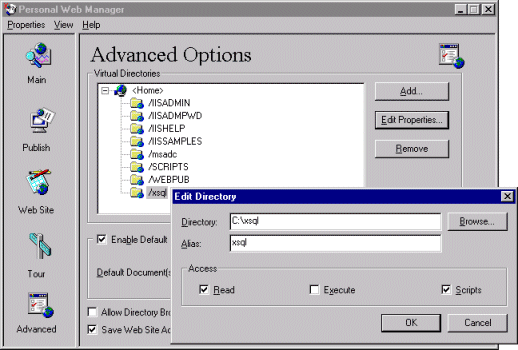 Personal Web Manager
Properties View Help
Main
Publish
Web Site
Tour
Advanced
Advanced Options
Virtual Directories
<Home>
/IISADMIN
/IISADMPWD
/IISHELP
/IISSAMPLES
/msadc
/SCRIPTS
/WEBPUB
/xsql
Add...
Edit Properties...
Remove
Enable Default
Default Document(s
Allow Directory Bro
Save Web Site Ac
Edit Directory
Directory: C:\xsql Browse...
Alias: xsql
Access
Read Execute Scripts
OK Cancel